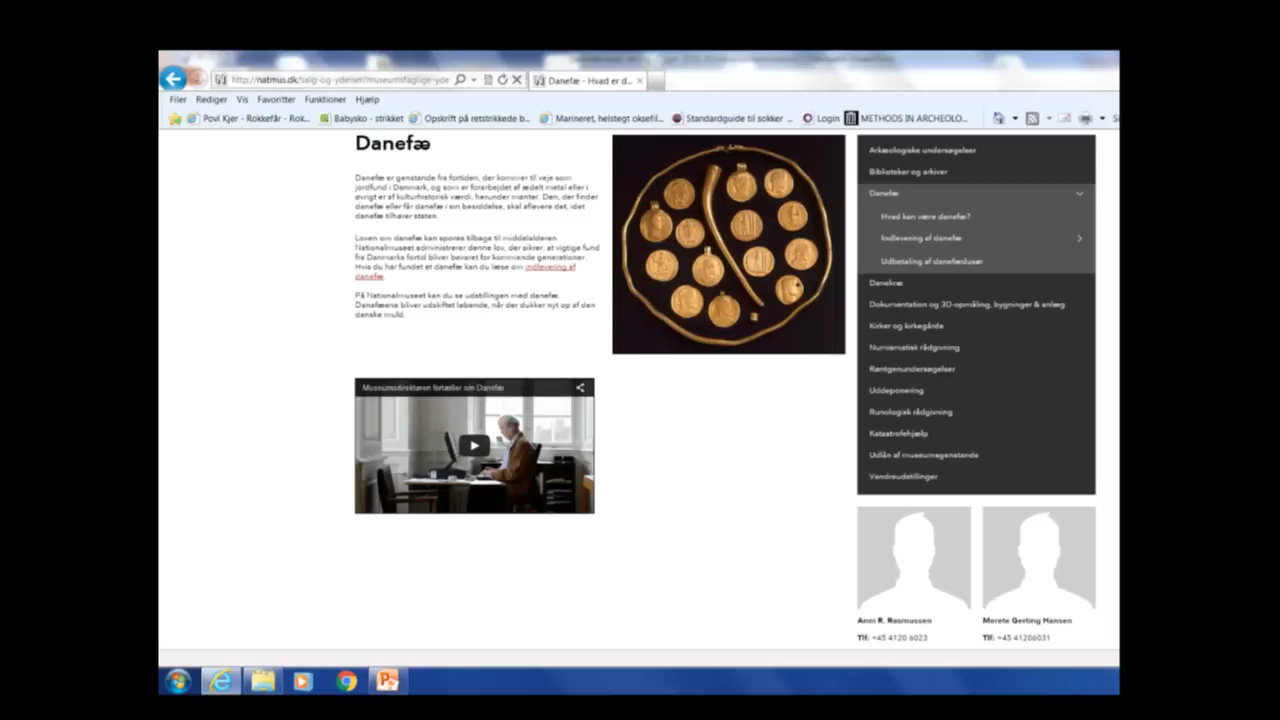 http://natmus.dk/salg-og-ydelser/museumsfaglige-yde
Danefæ - Hvad er d...
Filer Rediger Vis Favoritter Funktioner Hjælp
Povl Kjer - Rokkefår - Rok...
Babysko - strikket
Opskrift på retstrikkede b...
Marineret, helstegt oksefil...
Standardguide til sokker ...
Login
METHODS IN ARCHEOLO...
Danefæ
Danefæ er genstande fra fortiden, der kommer til veje som
jordfund i Danmark, og som er forarbejdet af ædelt metal eller i
øvrigt er af kulturhistorisk værdi, herunder mønter. Den, der finder
danefæ eller får danefæ i sin besiddelse, skal aflevere det, idet
danefæ tilhører staten.
Loven om danefæ kan spores tilbage til middelalderen.
Nationalmuseet administrerer denne lov, der sikrer, at vigtige fund
fra Danmarks fortid bliver bevaret for kommende generationer.
Hvis du har fundet et danefæ kan du læse om indlevering af
danefæ.
På Nationalmuseet kan du se udstillingen med danefæ.
Danefæene bliver udskiftet løbende, når der dukker nyt op af den
danske muld.
Museumsdirektøren fortæller om Danefæ
Arkæologiske undersøgelser
Biblioteker og arkiver
Danefæ
Hvad kan være danefæ?
Indlevering af danefæ
Udbetaling af danefædusør
Danekræ
Dokumentation og 3D-opmåling, bygninger & anlæg
Kirker og kirkegårde
Numismatisk rådgivning
Røntgenundersøgelser
Uddeponering
Runologisk rådgivning
Katastrofehjælp
Udlån af museumsgenstande
Vandreudstillinger
Anni R. Rasmussen
Tlf: +45 4120 6023
Merete Gerting Hansen
Tlf: +45 41206031